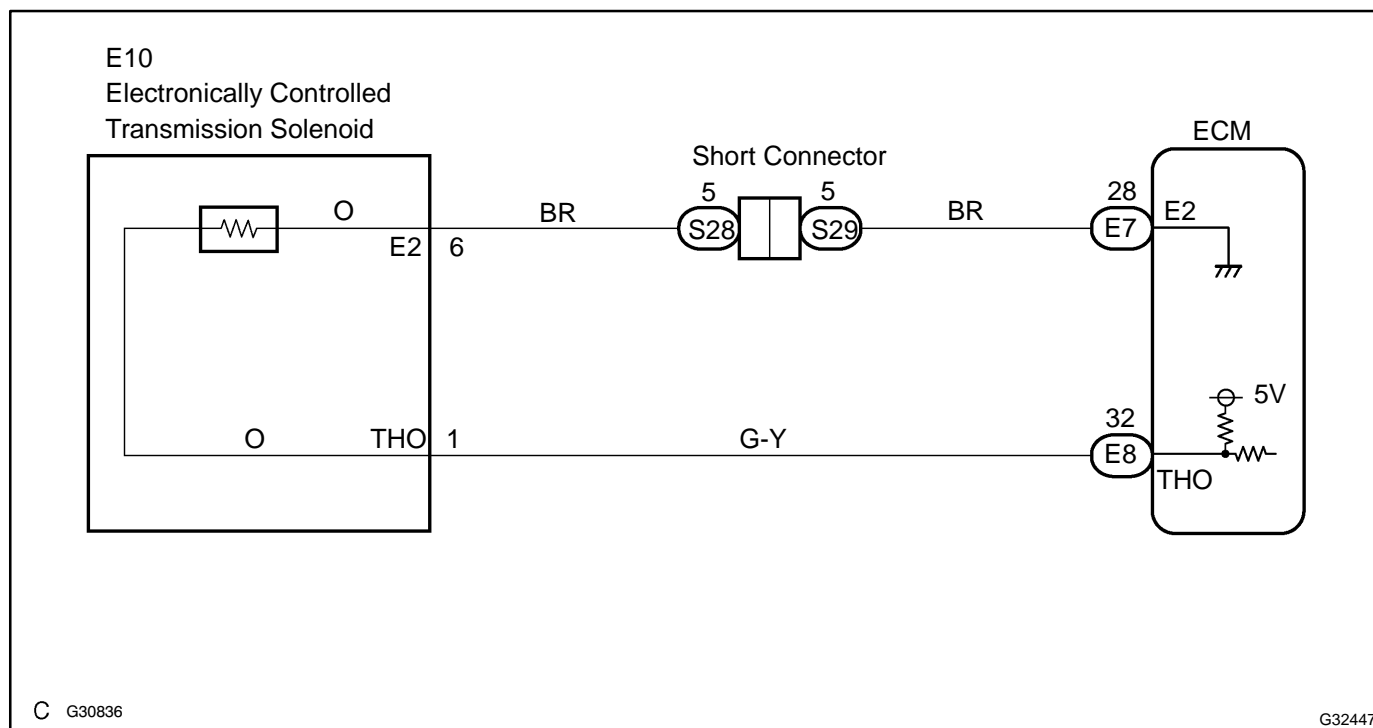 E10
Electronically Controlled
Transmission Solenoid
ECM
Short Connector
5
5
28
O
BR
S28
S29
BR
E7
E2
E2
6
5V
32
O
THO
1
G-Y
E8
THO
C G30836
G32447